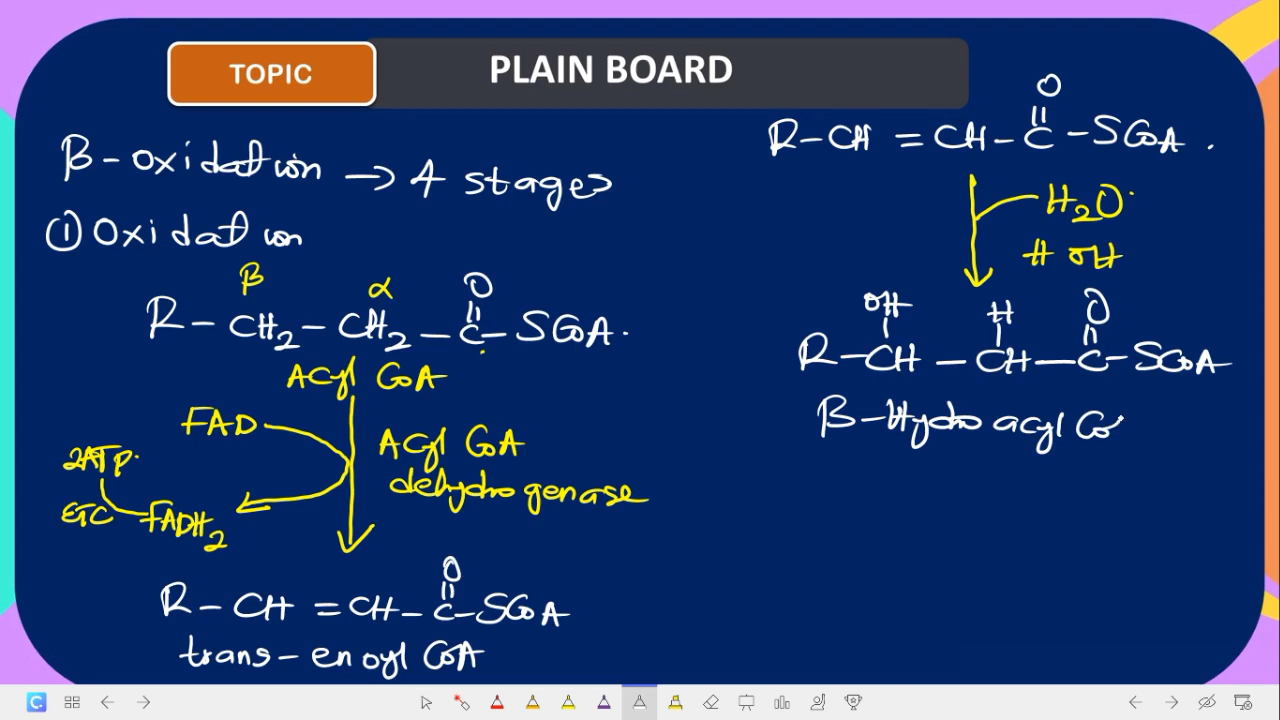 TOPIC
PLAIN BOARD
β-oxidation → 4 stages
① Oxidation
β α O
R-CH2-CH2-C-SCoA.
Acyl CoA
FAD
Acyl CoA
dehydrogenase
2ATP.
ETC FADH2
O
R-CH=CH-C-SCoA
trans-enoyl CoA
O
R-CH=CH-C-SCoA.
H2O.
H OH
OH H O
R-CH-CH-C-SCoA
β-Hydro acyl Co